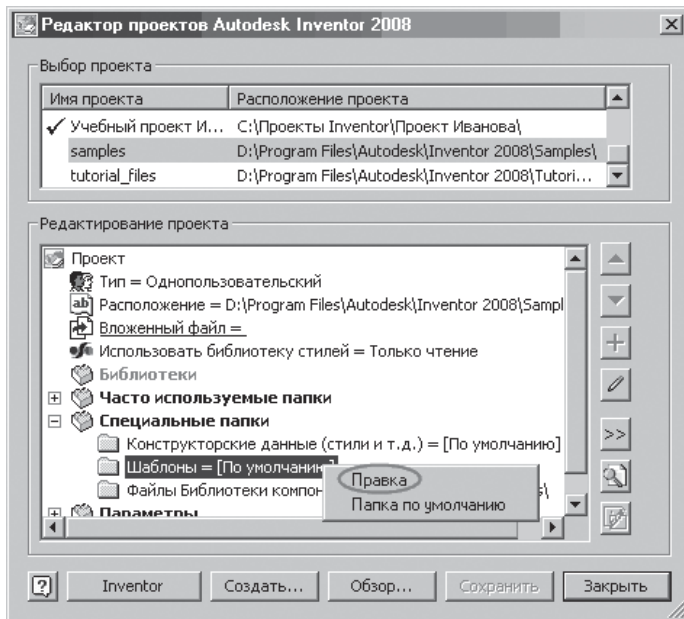 Редактор проектов Autodesk Inventor 2008
Выбор проекта
Имя проекта Расположение проекта
Учебный проект И... C:\Проекты Inventor\Проект Иванова\
samples D:\Program Files\Autodesk\Inventor 2008\Samples\
tutorial_files D:\Program Files\Autodesk\Inventor 2008\Tutori...
Редактирование проекта
Проект
Тип = Однопользовательский
Расположение = D:\Program Files\Autodesk\Inventor 2008\Sampl
Вложенный файл =
Использовать библиотеку стилей = Только чтение
Библиотеки
Часто используемые папки
Специальные папки
Конструкторские данные (стили и т.д.) = [По умолчанию]
Шаблоны = [По умолчанию]
Правка
Файлы Библиотеки компон
Папка по умолчанию
Параметры
>>
Inventor Создать... Обзор... Сохранить Закрыть